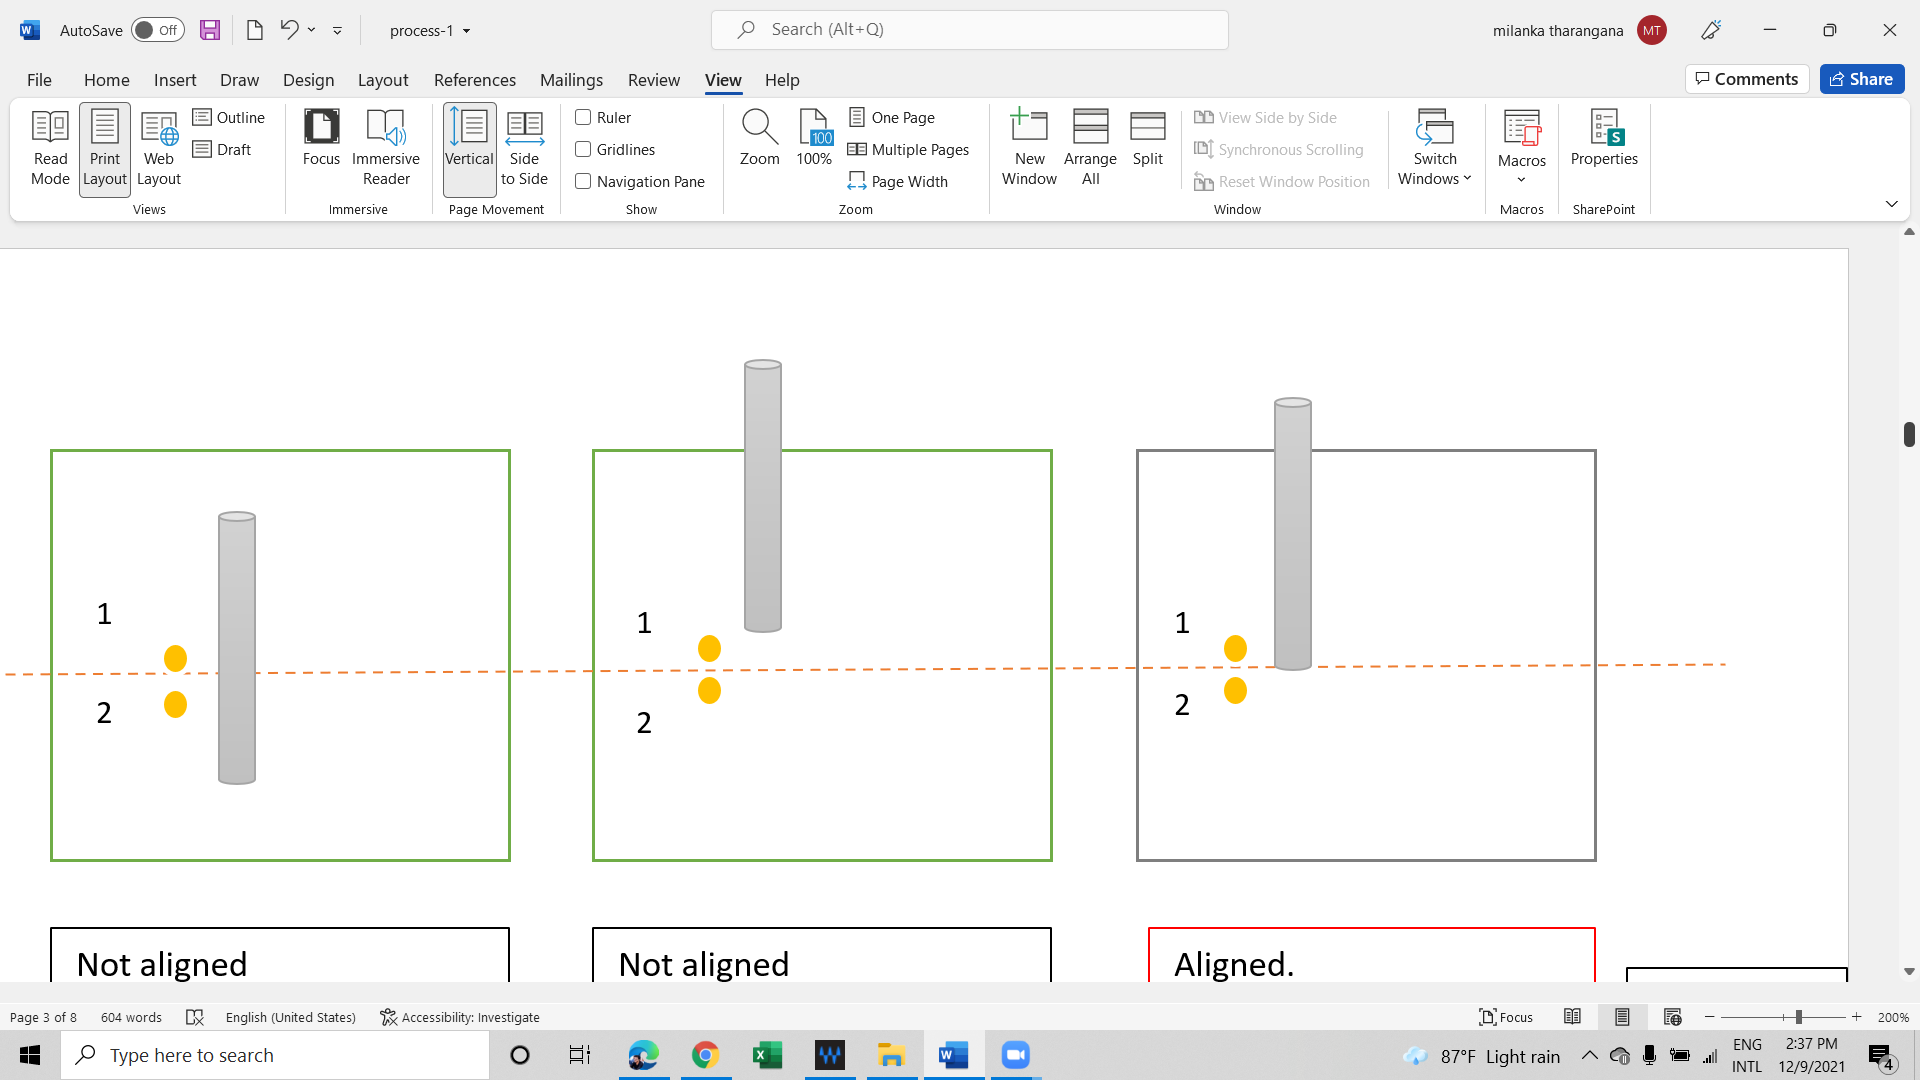 AutoSave Off process-1 Search (Alt+Q) milanka tharangana MT
File Home Insert Draw Design Layout References Mailings Review View Help Comments Share
Read Mode
Print Layout
Web Layout
Outline
Draft
Views
Focus
Immersive Reader
Immersive
Vertical
Side to Side
Page Movement
Ruler
Gridlines
Navigation Pane
Show
Zoom
100
100%
One Page
Multiple Pages
Page Width
Zoom
New Window
Arrange All
Split
View Side by Side
Synchronous Scrolling
Reset Window Position
Switch Windows
Window
Macros
Macros
S
Properties
SharePoint
1
2
1
2
1
2
Not aligned
Not aligned
Aligned.
Page 3 of 8 604 words English (United States) Accessibility: Investigate Focus 200%
Type here to search 87°F Light rain ENG INTL 2:37 PM 12/9/2021 4